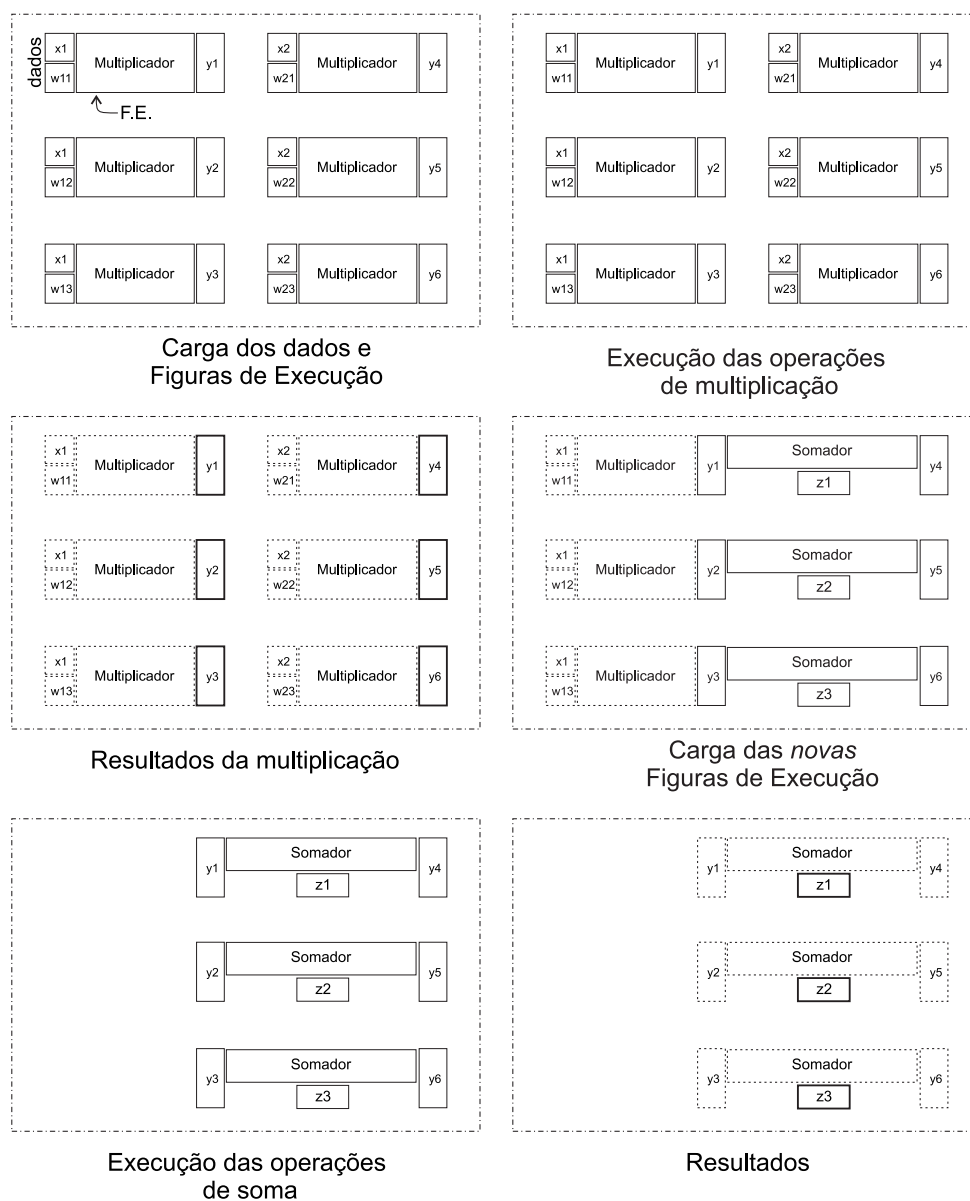 dados
x1
w11
Multiplicador
y1
x2
w21
Multiplicador
y4
F.E.
x1
w12
Multiplicador
y2
x2
w22
Multiplicador
y5
x1
w13
Multiplicador
y3
x2
w23
Multiplicador
y6
Carga dos dados e
Figuras de Execução
x1
w11
Multiplicador
y1
x2
w21
Multiplicador
y4
x1
w12
Multiplicador
y2
x2
w22
Multiplicador
y5
x1
w13
Multiplicador
y3
x2
w23
Multiplicador
y6
Execução das operações
de multiplicação
x1
w11
Multiplicador
y1
x2
w21
Multiplicador
y4
x1
w12
Multiplicador
y2
x2
w22
Multiplicador
y5
x1
w13
Multiplicador
y3
x2
w23
Multiplicador
y6
Resultados da multiplicação
x1
w11
Multiplicador
y1
Somador
z1
y4
x1
w12
Multiplicador
y2
Somador
z2
y5
x1
w13
Multiplicador
y3
Somador
z3
y6
Carga das novas
Figuras de Execução
y1
Somador
z1
y4
y2
Somador
z2
y5
y3
Somador
z3
y6
Execução das operações
de soma
y1
Somador
z1
y4
y2
Somador
z2
y5
y3
Somador
z3
y6
Resultados